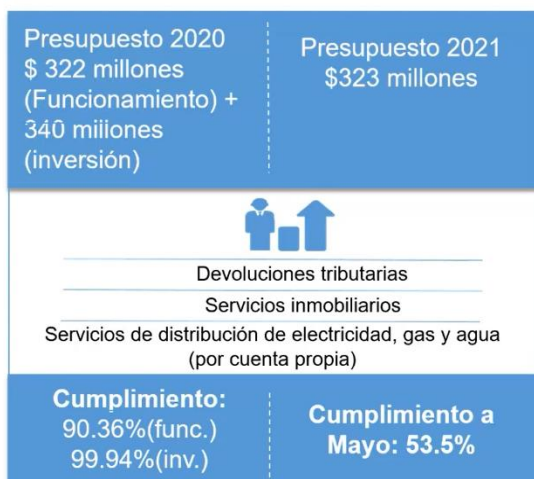 Presupuesto 2020
$ 322 millones
(Funcionamiento) +
340 millones
(inversión)
Presupuesto 2021
$323 millones
Devoluciones tributarias
Servicios inmobiliarios
Servicios de distribución de electricidad, gas y agua
(por cuenta propia)
Cumplimiento:
90.36%(func.)
99.94%(inv.)
Cumplimiento a
Mayo: 53.5%